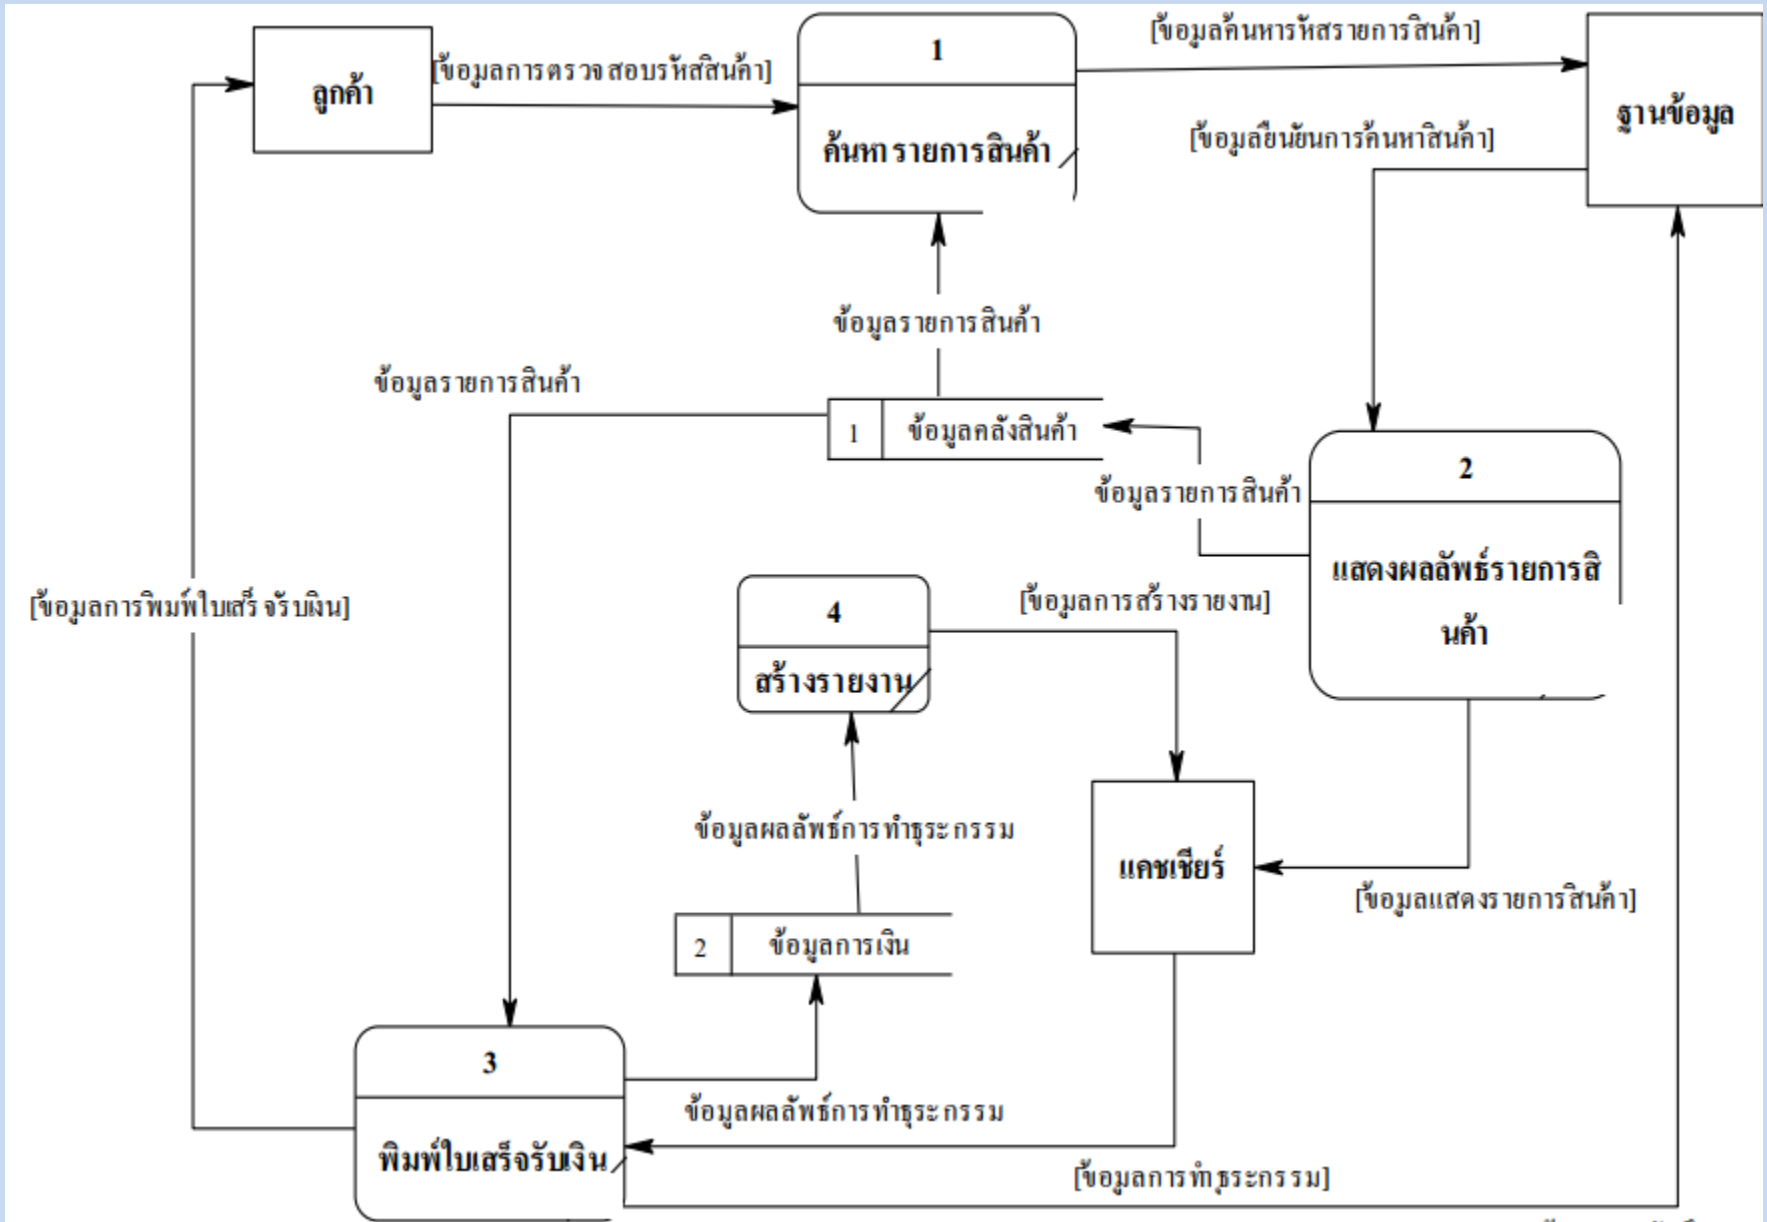 [ข้อมูลค้นหารหัสรายการสินค้า]
1
[ข้อมูลการตรวจสอบรหัสสินค้า]
ลูกค้า
ฐานข้อมูล
[ข้อมูลยืนยันการค้นหาสินค้า]
ค้นหารายการสินค้า
ข้อมูลรายการสินค้า
ข้อมูลรายการสินค้า
1
ข้อมูลคลังสินค้า
2
ข้อมูลรายการสินค้า
แสดงผลลัพธ์รายการสิ
นค้า
[ข้อมูลการพิมพ์ใบเสร็จรับเงิน]
4
[ข้อมูลการสร้างรายงาน]
สร้างรายงาน
ข้อมูลผลลัพธ์การทำธุระกรรม
แคชเชียร์
[ข้อมูลแสดงรายการสินค้า]
2
ข้อมูลการเงิน
3
ข้อมูลผลลัพธ์การทำธุระกรรม
พิมพ์ใบเสร็จรับเงิน
[ข้อมูลการทำธุระกรรม]